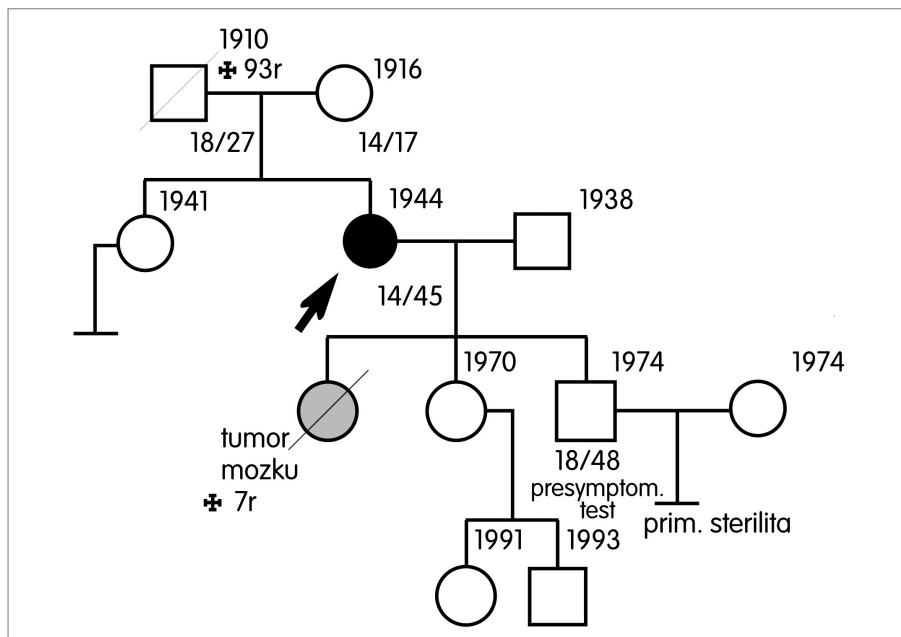 1910
✠ 93r
1916
18/27
14/17
1941
1944
1938
14/45
1970
1974
1974
tumor
mozku
✠ 7r
18/48
presymptom.
test
prim. sterilita
1991
1993